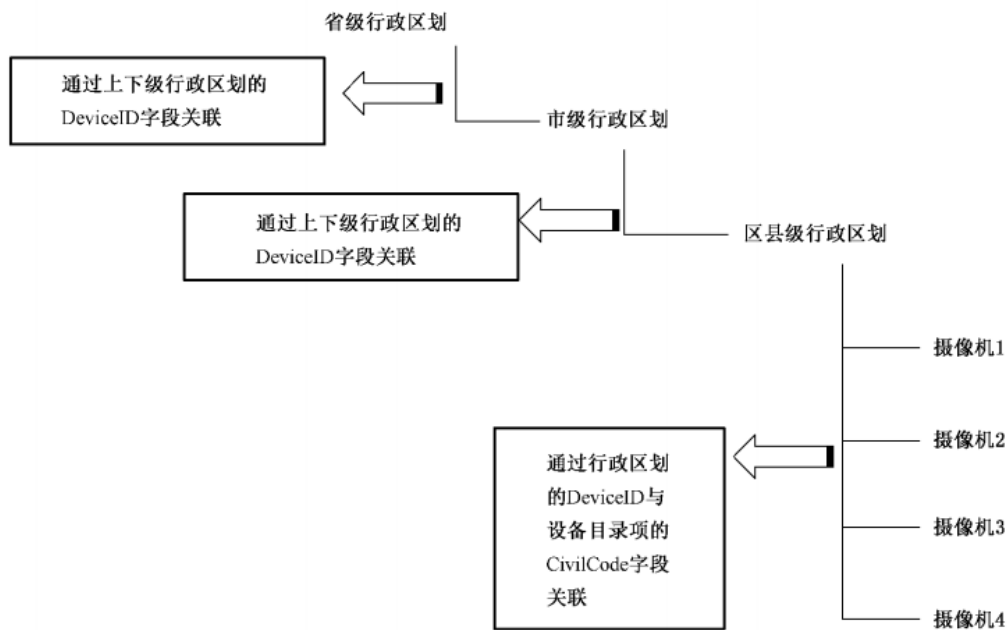 省级行政区划
通过上下级行政区划的
DeviceID字段关联
市级行政区划
通过上下级行政区划的
DeviceID字段关联
区县级行政区划
摄像机1
摄像机2
通过行政区划
的DeviceID与
设备目录项的
CivilCode字段
关联
摄像机3
摄像机4